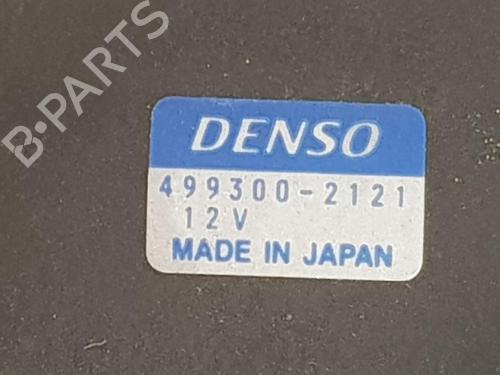 B-PARTS
DENSO
499300-2121
12V
MADE IN JAPAN